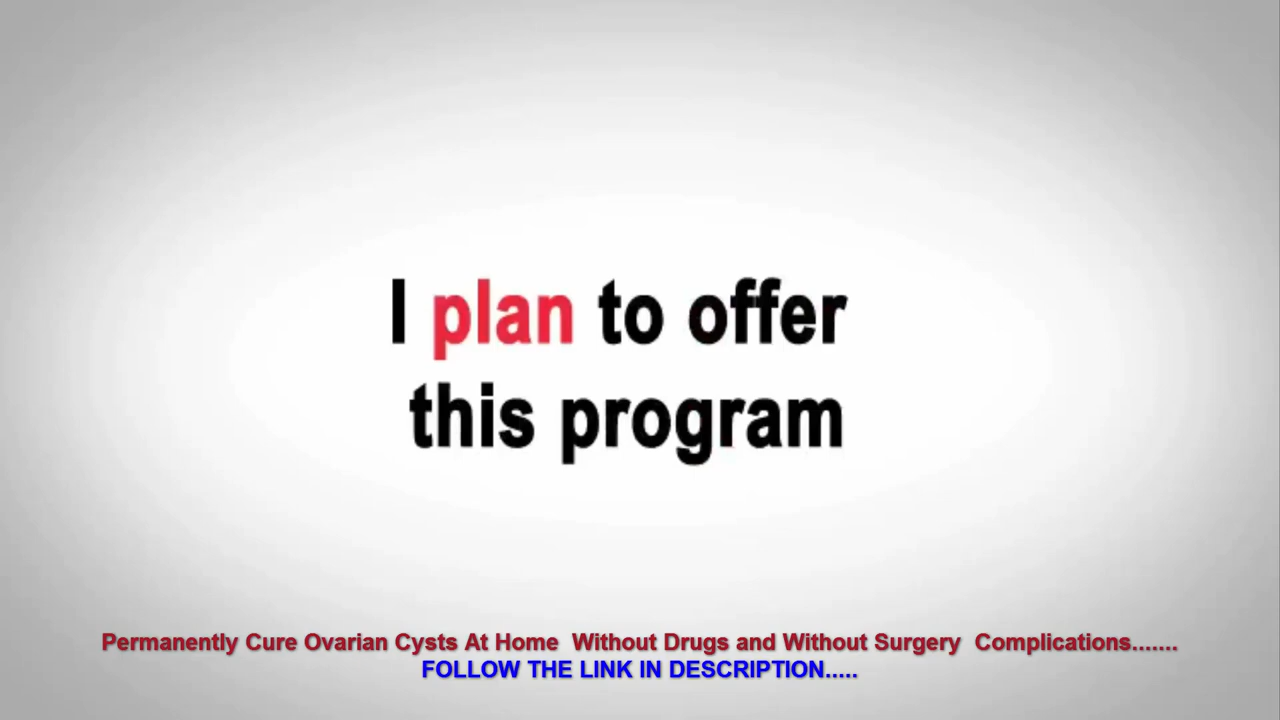 I plan to offer
this program
Permanently Cure Ovarian Cysts At Home  Without Drugs and Without Surgery  Complications.......
FOLLOW THE LINK IN DESCRIPTION.....